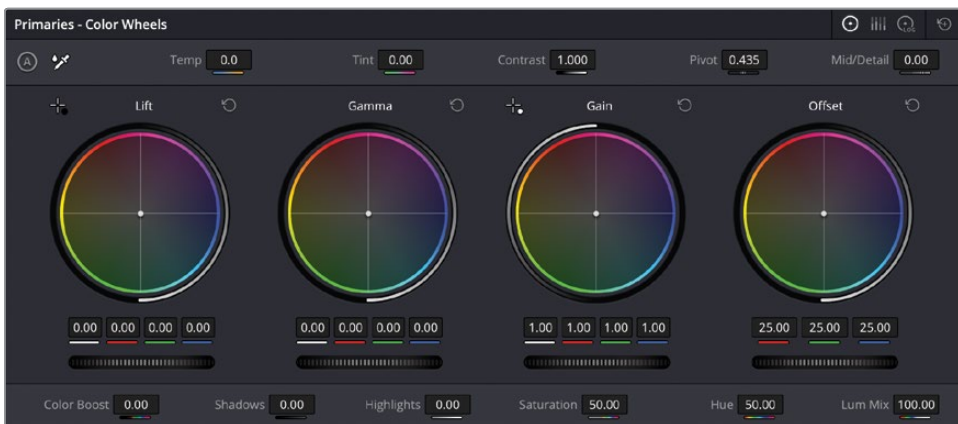 Primaries - Color Wheels
LOG
A Temp 0.0 Tint 0.00 Contrast 1.000 Pivot 0.435 Mid/Detail 0.00
Lift Gamma Gain Offset
0.00 0.00 0.00 0.00 0.00 0.00 0.00 0.00 1.00 1.00 1.00 1.00 25.00 25.00 25.00
Color Boost 0.00 Shadows 0.00 Highlights 0.00 Saturation 50.00 Hue 50.00 Lum Mix 100.00